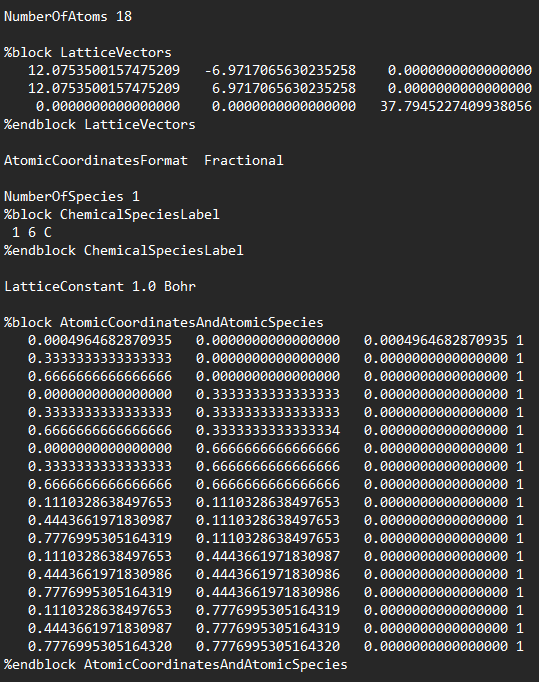 NumberOfAtoms 18
%block LatticeVectors
12.0753500157475209 -6.9717065630235258 0.0000000000000000
12.0753500157475209 6.9717065630235258 0.0000000000000000
0.0000000000000000 0.0000000000000000 37.7945227409938056
%endblock LatticeVectors
AtomicCoordinatesFormat Fractional
NumberOfSpecies 1
%block ChemicalSpeciesLabel
1 6 C
%endblock ChemicalSpeciesLabel
LatticeConstant 1.0 Bohr
%block AtomicCoordinatesAndAtomicSpecies
0.0004964682870935 0.0000000000000000 0.0004964682870935 1
0.3333333333333333 0.0000000000000000 0.0000000000000000 1
0.6666666666666666 0.0000000000000000 0.0000000000000000 1
0.0000000000000000 0.3333333333333333 0.0000000000000000 1
0.3333333333333333 0.3333333333333333 0.0000000000000000 1
0.6666666666666666 0.3333333333333334 0.0000000000000000 1
0.0000000000000000 0.6666666666666666 0.0000000000000000 1
0.3333333333333333 0.6666666666666666 0.0000000000000000 1
0.6666666666666666 0.6666666666666666 0.0000000000000000 1
0.1110328638497653 0.1110328638497653 0.0000000000000000 1
0.4443661971830987 0.1110328638497653 0.0000000000000000 1
0.7776995305164319 0.1110328638497653 0.0000000000000000 1
0.1110328638497653 0.4443661971830987 0.0000000000000000 1
0.4443661971830986 0.4443661971830986 0.0000000000000000 1
0.7776995305164319 0.4443661971830986 0.0000000000000000 1
0.1110328638497653 0.7776995305164319 0.0000000000000000 1
0.4443661971830987 0.7776995305164319 0.0000000000000000 1
0.7776995305164320 0.7776995305164320 0.0000000000000000 1
%endblock AtomicCoordinatesAndAtomicSpecies